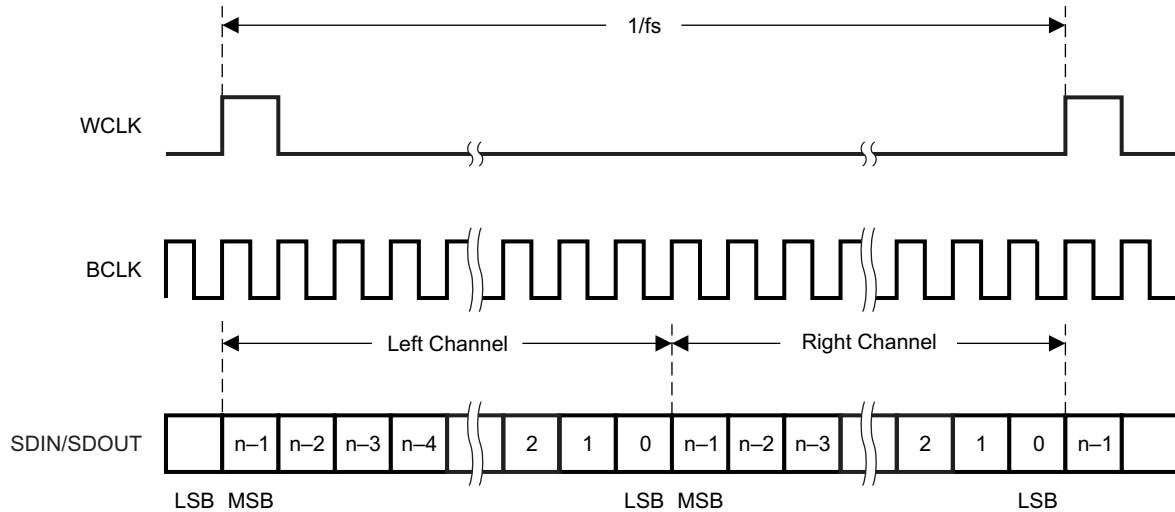 1/fs
WCLK
BCLK
Left Channel Right Channel
SDIN/SDOUT n–1 n–2 n–3 n–4 2 1 0 n–1 n–2 n–3 2 1 0 n–1
LSB MSB LSB MSB LSB